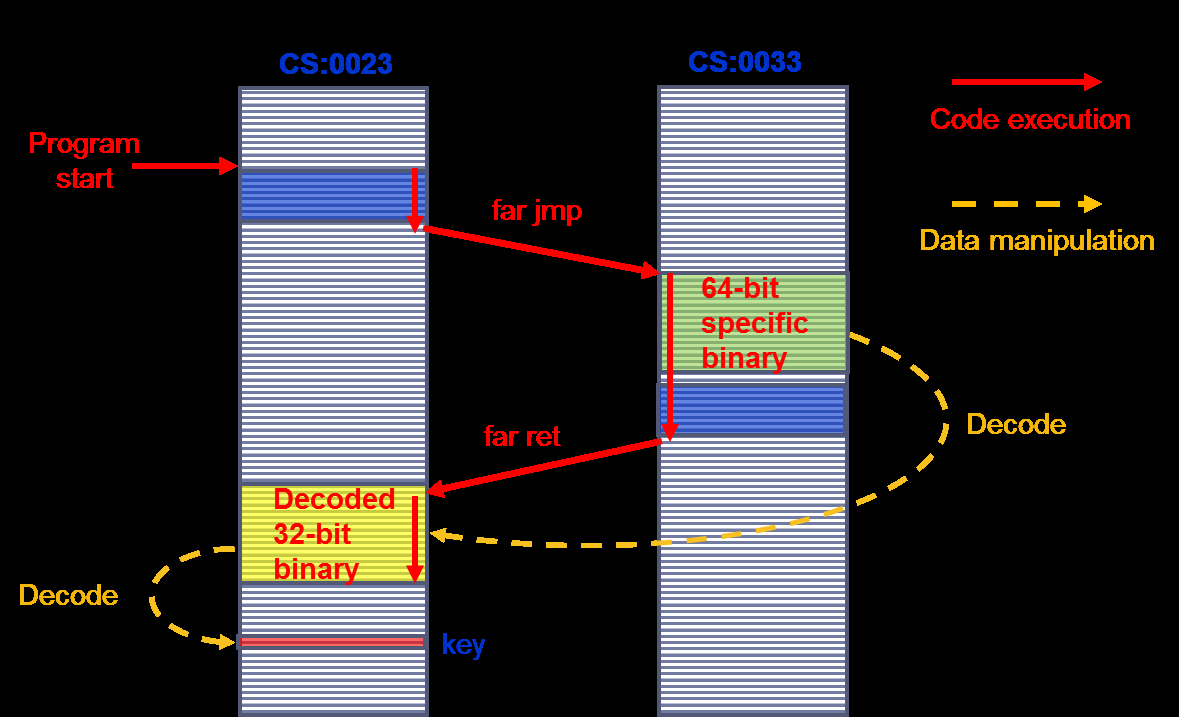 CS:0023
CS:0033
Code execution
Program
start
far jmp
Data manipulation
64-bit
specific
binary
Decode
far ret
Decoded
32-bit
binary
Decode
key